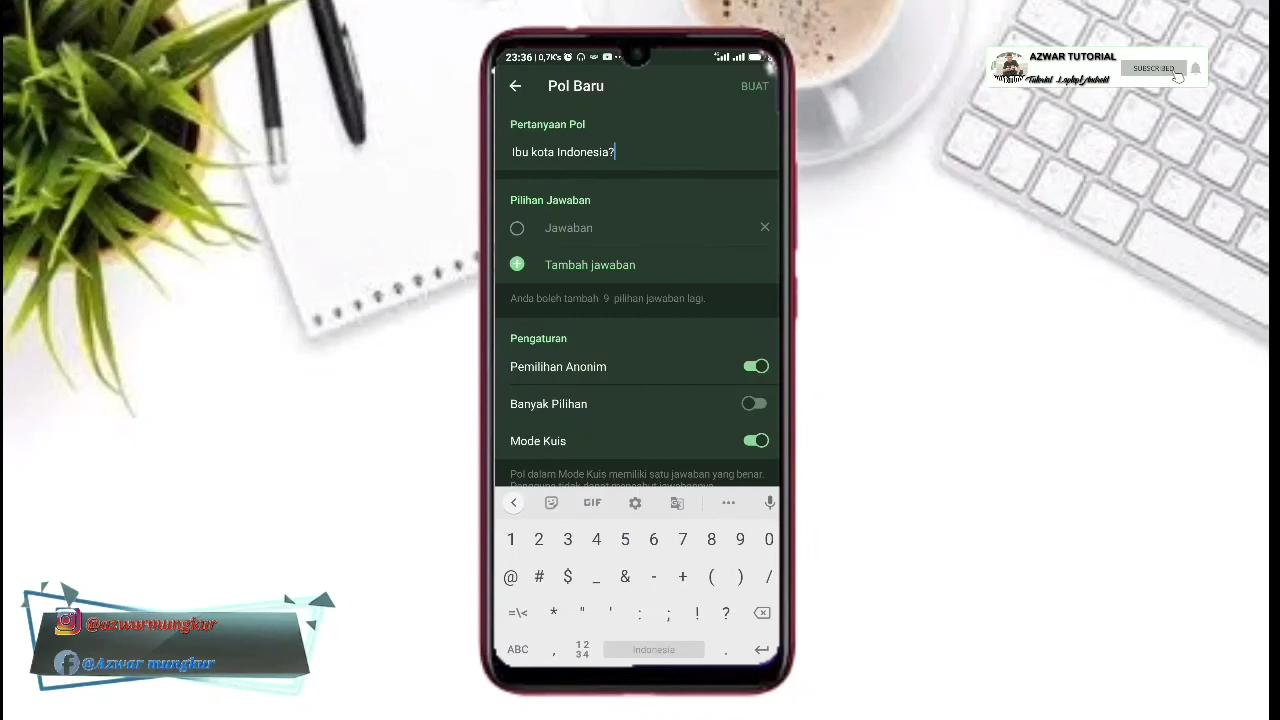 23:36 | 0,7K/s
Pol Baru
BUAT
Pertanyaan Pol
Ibu kota Indonesia?
Pilihan Jawaban
Jawaban
Tambah jawaban
Anda boleh tambah 9 pilihan jawaban lagi.
Pengaturan
Pemilihan Anonim
Banyak Pilihan
Mode Kuis
Pol dalam Mode Kuis memiliki satu jawaban yang benar.
GIF
1 2 3 4 5 6 7 8 9 0
@ # $ _ & - + ( ) /
=\< * " ' : ; ! ?
ABC , 12 34 Indonesia .
AZWAR TUTORIAL
SUBSCRIBED
Tutorial Laptop/Android
@azwarmungkur
@Azwar mungkur